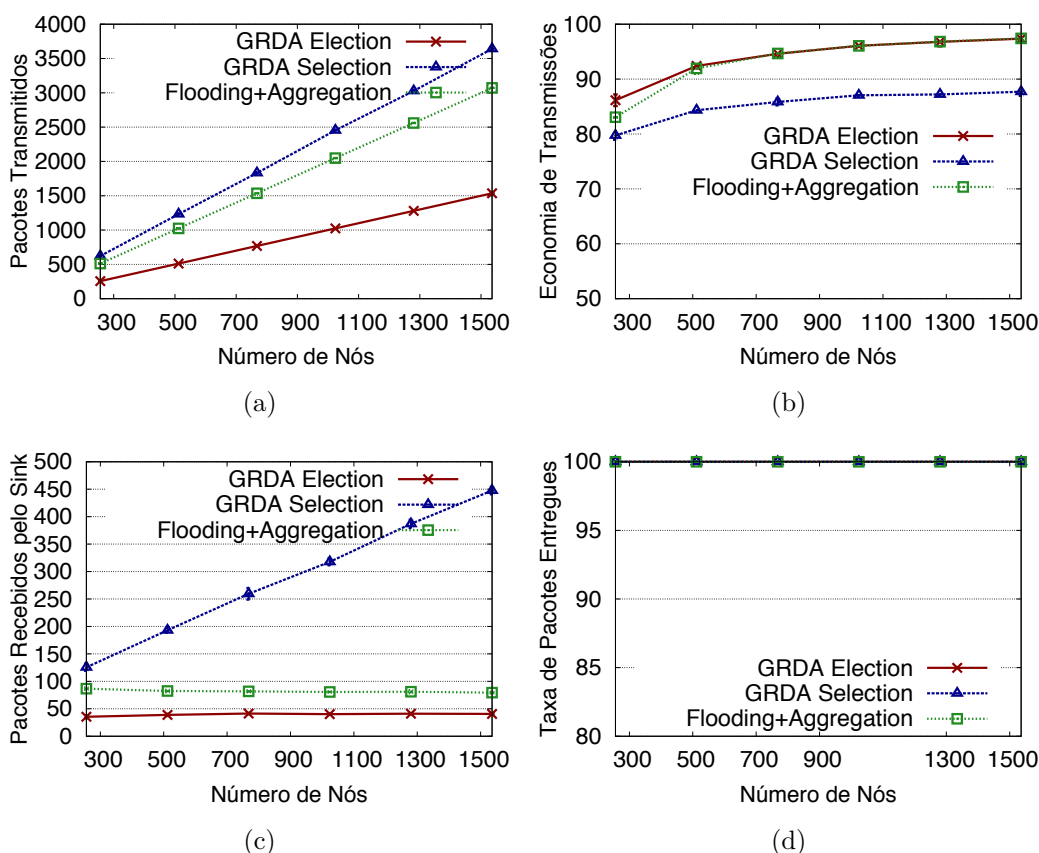 4000
3500
3000
2500
2000
1500
1000
500
0
Pacotes Transmitidos
GRDA Election
GRDA Selection
Flooding+Aggregation
300 500 700 900 1100 1300 1500
Número de Nós
(a)
100
90
80
70
60
50
Economia de Transmissões
GRDA Election
GRDA Selection
Flooding+Aggregation
300 500 700 900 1100 1300 1500
Número de Nós
(b)
500
450
400
350
300
250
200
150
100
50
0
Pacotes Recebidos pelo Sink
GRDA Election
GRDA Selection
Flooding+Aggregation
300 500 700 900 1100 1300 1500
Número de Nós
(c)
100
95
90
85
80
Taxa de Pacotes Entregues
GRDA Election
GRDA Selection
Flooding+Aggregation
300 500 700 900 1300 1500
Número de Nós
(d)